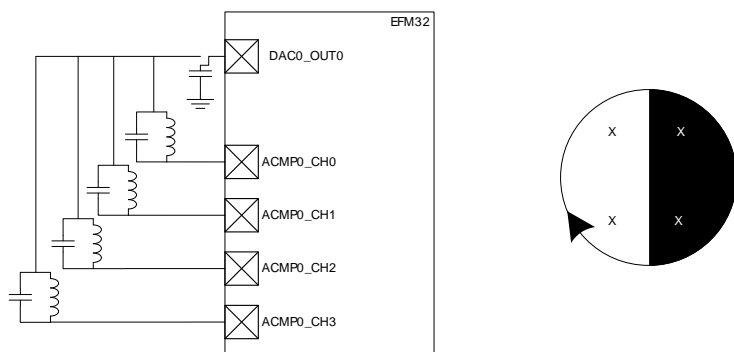 EFM32
DAC0_OUT0
ACMP0_CH0
ACMP0_CH1
ACMP0_CH2
ACMP0_CH3
X X
X X